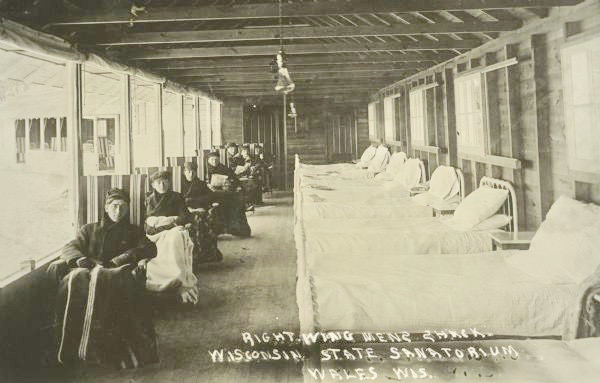 RIGHT-WING MENS SHACK.
WISCONSIN STATE SANATORIUM
WALES WIS.